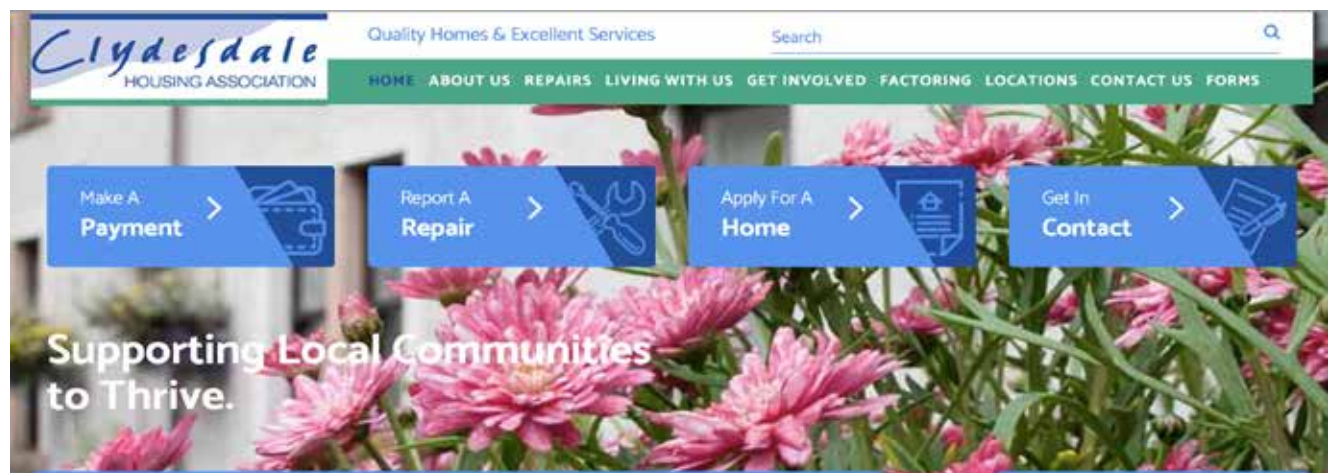 Clydesdale
HOUSING ASSOCIATION
Quality Homes & Excellent Services
Search
HOME ABOUT US REPAIRS LIVING WITH US GET INVOLVED FACTORING LOCATIONS CONTACT US FORMS
Make A
Payment
Report A
Repair
Apply For A
Home
Get In
Contact
Supporting Local Communities
to Thrive.